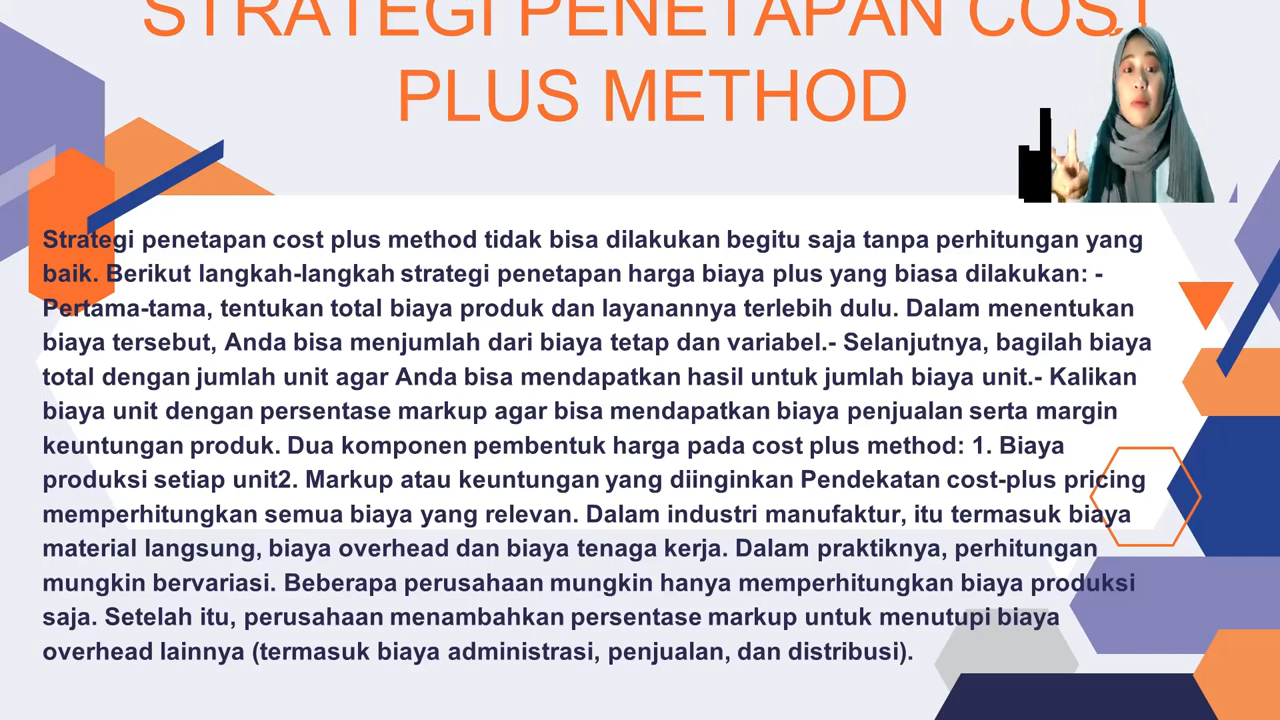 STRATEGI PENETAPAN COST
PLUS METHOD
Strategi penetapan cost plus method tidak bisa dilakukan begitu saja tanpa perhitungan yang
baik. Berikut langkah-langkah strategi penetapan harga biaya plus yang biasa dilakukan: -
Pertama-tama, tentukan total biaya produk dan layanannya terlebih dulu. Dalam menentukan
biaya tersebut, Anda bisa menjumlah dari biaya tetap dan variabel.- Selanjutnya, bagilah biaya
total dengan jumlah unit agar Anda bisa mendapatkan hasil untuk jumlah biaya unit.- Kalikan
biaya unit dengan persentase markup agar bisa mendapatkan biaya penjualan serta margin
keuntungan produk. Dua komponen pembentuk harga pada cost plus method: 1. Biaya
produksi setiap unit2. Markup atau keuntungan yang diinginkan Pendekatan cost-plus pricing
memperhitungkan semua biaya yang relevan. Dalam industri manufaktur, itu termasuk biaya
material langsung, biaya overhead dan biaya tenaga kerja. Dalam praktiknya, perhitungan
mungkin bervariasi. Beberapa perusahaan mungkin hanya memperhitungkan biaya produksi
saja. Setelah itu, perusahaan menambahkan persentase markup untuk menutupi biaya
overhead lainnya (termasuk biaya administrasi, penjualan, dan distribusi).